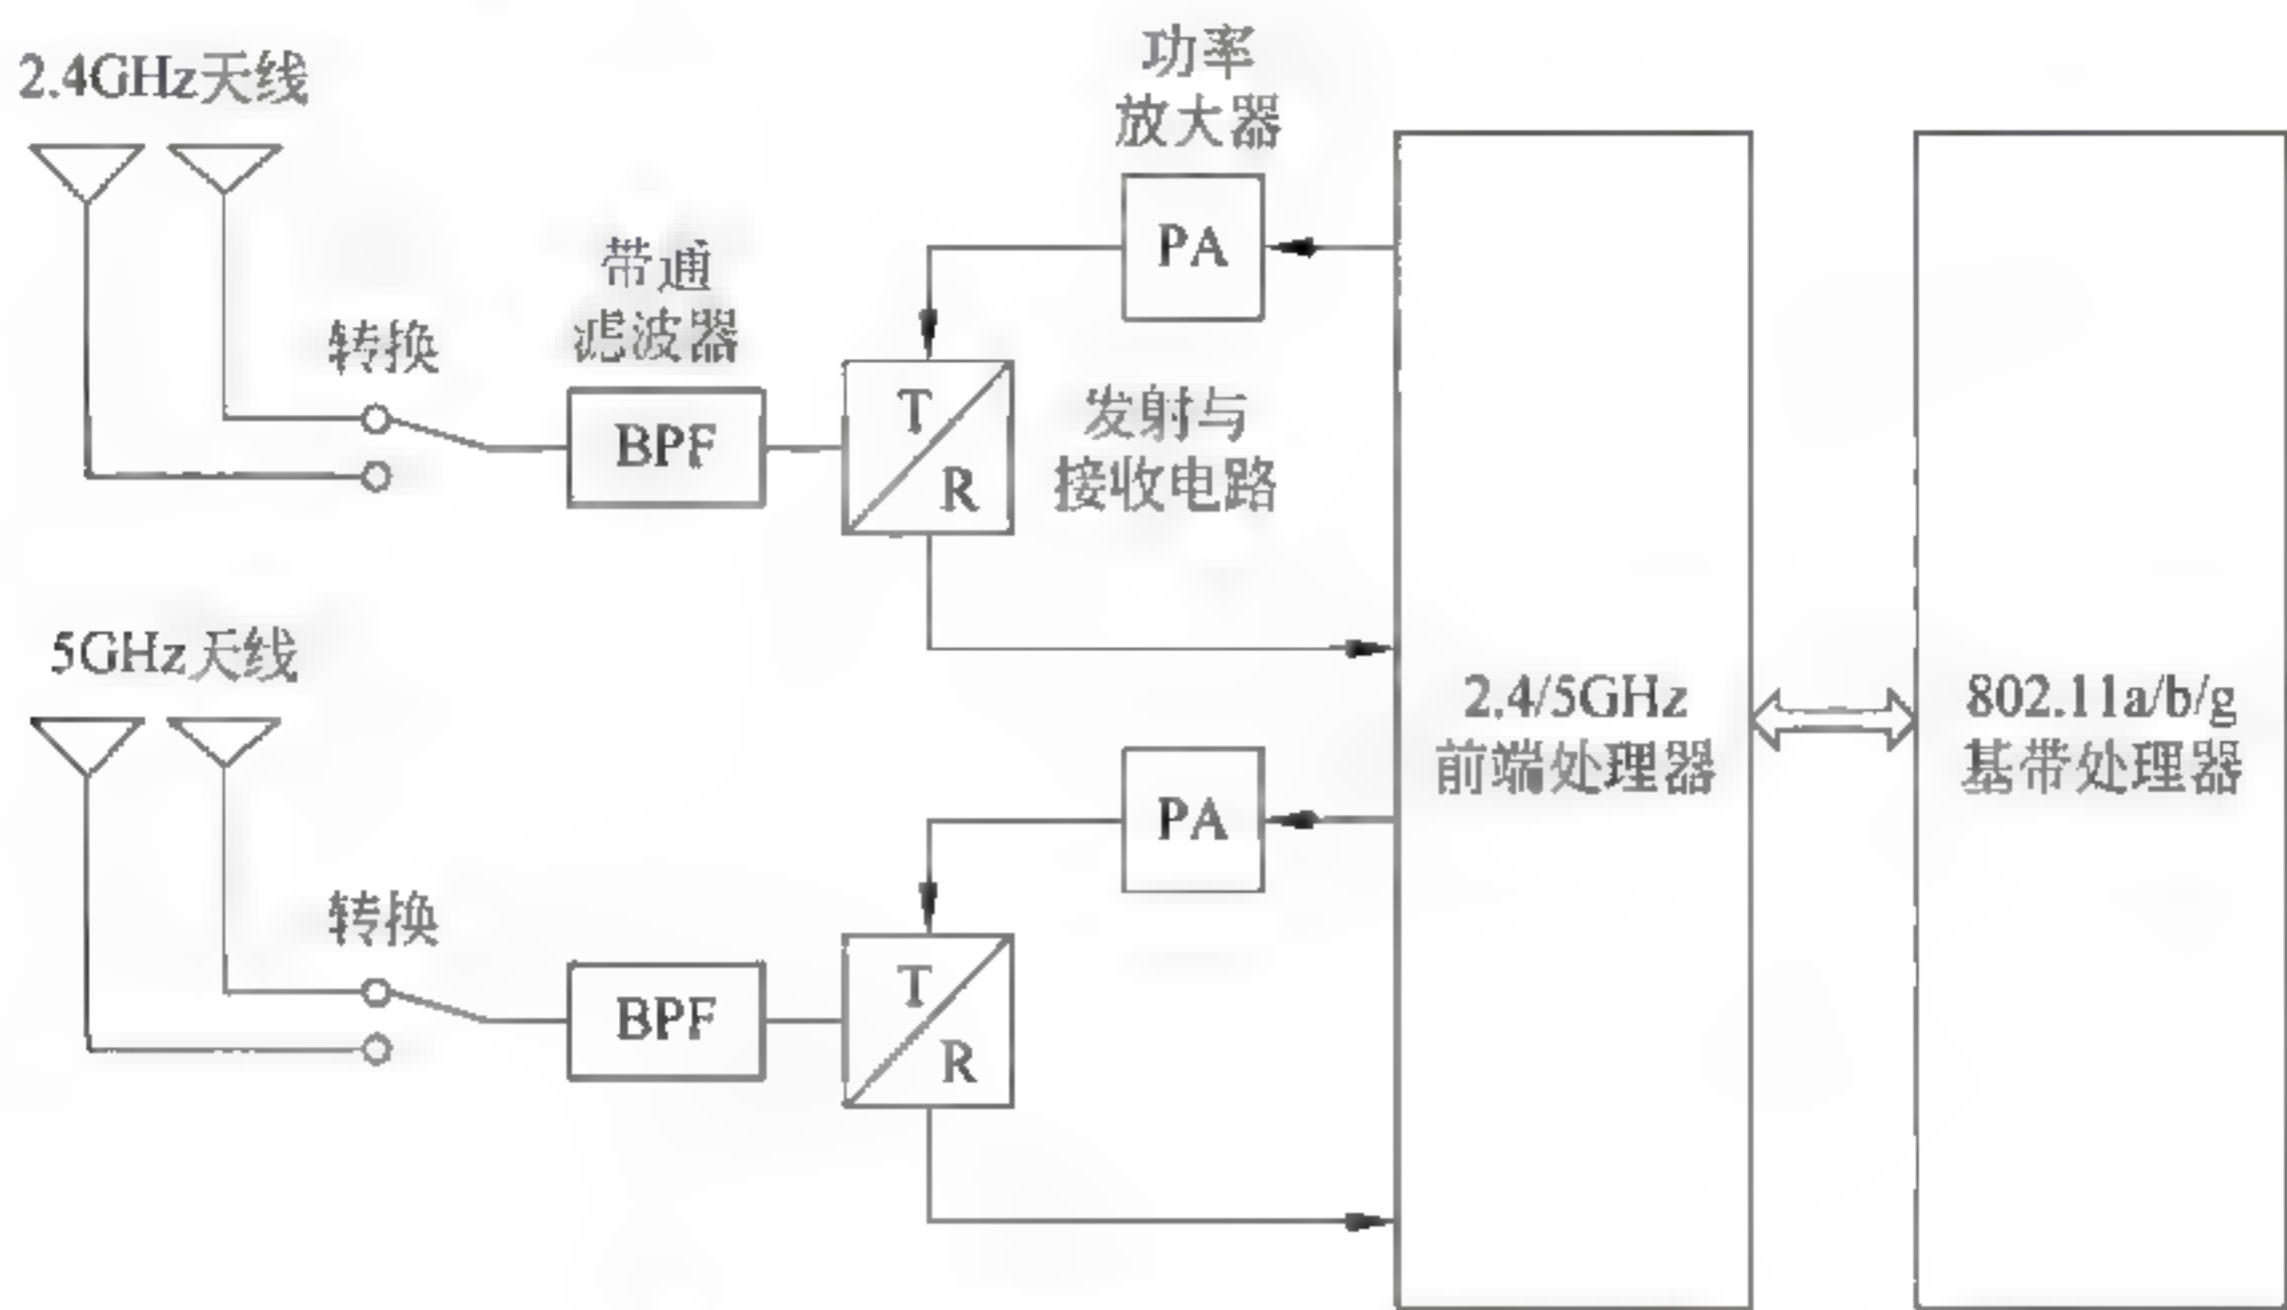 2.4GHz天线
功率
放大器
PA
带通
滤波器
转换
BPF
T
R
发射与
接收电路
5GHz天线
转换
BPF
T
R
PA
2.4/5GHz
前端处理器
802.11a/b/g
基带处理器